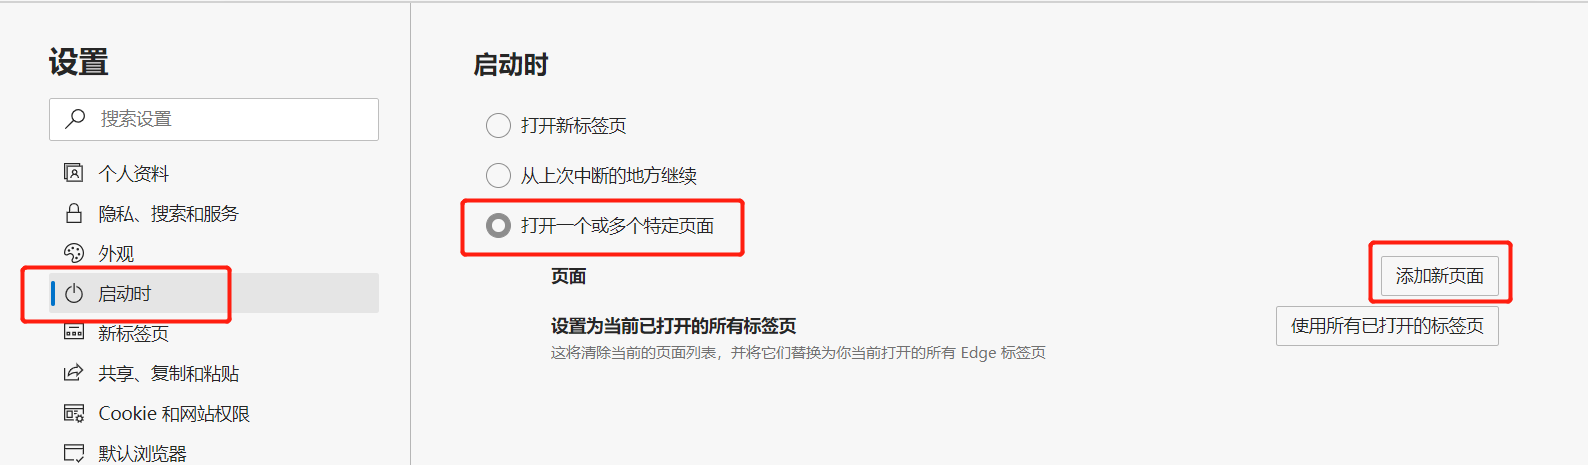 设置
搜索设置
个人资料
隐私、搜索和服务
外观
启动时
新标签页
共享、复制和粘贴
Cookie 和网站权限
默认浏览器
启动时
打开新标签页
从上次中断的地方继续
打开一个或多个特定页面
页面
添加新页面
设置为当前已打开的所有标签页
使用所有已打开的标签页
这将清除当前的页面列表，并将它们替换为你当前打开的所有 Edge 标签页